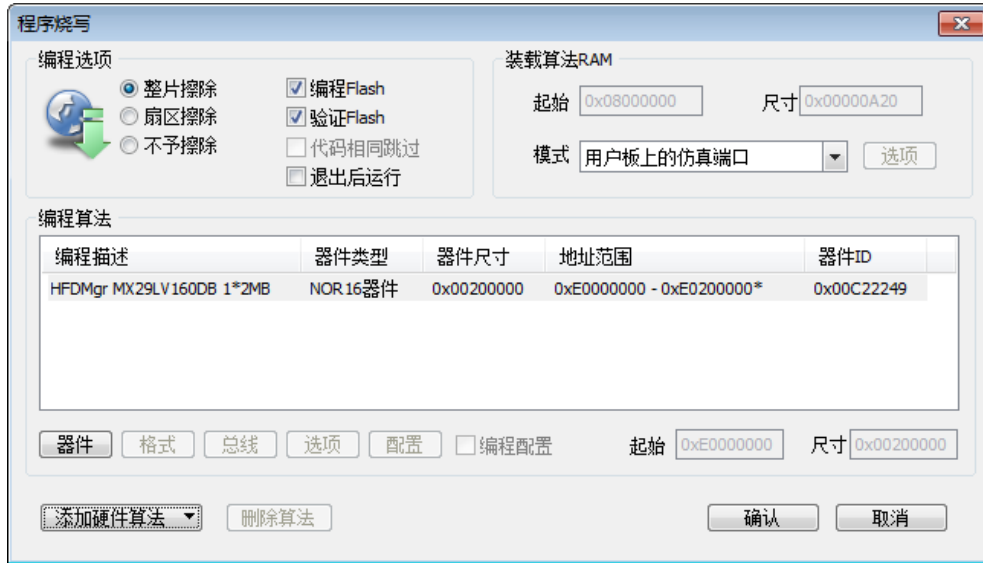 程序烧写
编程选项
整片擦除
扇区擦除
不予擦除
编程Flash
验证Flash
代码相同跳过
退出后运行
装载算法RAM
起始 0x08000000 尺寸 0x00000A20
模式 用户板上的仿真端口 选项
编程算法
编程描述 器件类型 器件尺寸 地址范围 器件ID
HFDMgr MX29LV160DB 1*2MB NOR16器件 0x00200000 0xE0000000 - 0xE0200000* 0x00C22249
器件 格式 总线 选项 配置 编程配置 起始 0xE0000000 尺寸 0x00200000
添加硬件算法 删除算法 确认 取消